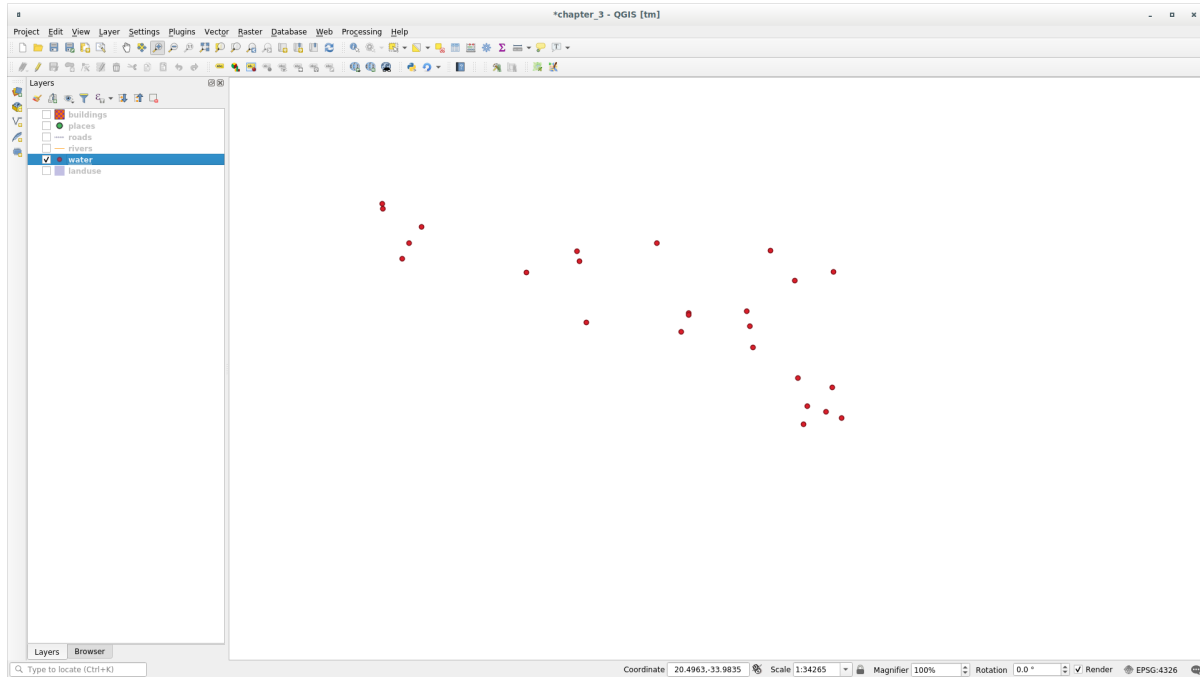 *chapter_3 - QGIS [tm]
Project Edit View Layer Settings Plugins Vector Raster Database Web Processing Help
Layers
buildings
places
roads
rivers
water
landuse
Layers Browser
Type to locate (Ctrl+K) Coordinate 20.4963,-33.9835 Scale 1:34265 Magnifier 100% Rotation 0.0 ° Render EPSG:4326